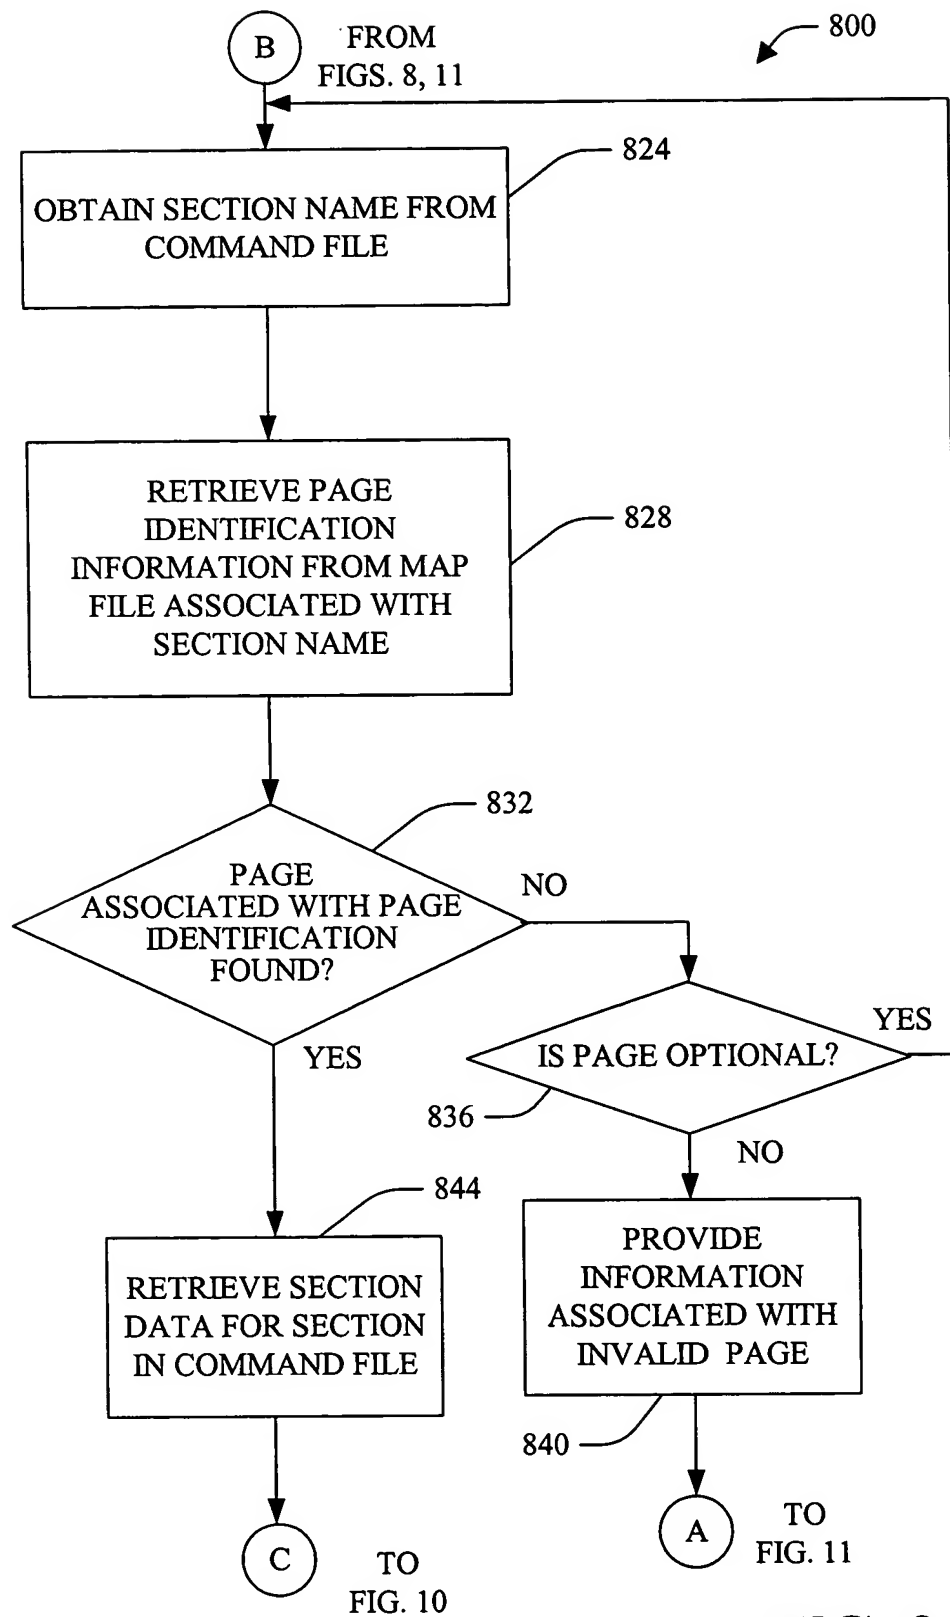 B
FROM
FIGS. 8, 11
800
824
OBTAIN SECTION NAME FROM
COMMAND FILE
RETRIEVE PAGE
IDENTIFICATION
INFORMATION FROM MAP
FILE ASSOCIATED WITH
SECTION NAME
828
832
PAGE
ASSOCIATED WITH PAGE
IDENTIFICATION
FOUND?
NO
YES
IS PAGE OPTIONAL?
YES
836
NO
844
RETRIEVE SECTION
DATA FOR SECTION
IN COMMAND FILE
PROVIDE
INFORMATION
ASSOCIATED WITH
INVALID PAGE
840
C
TO
FIG. 10
A
TO
FIG. 11